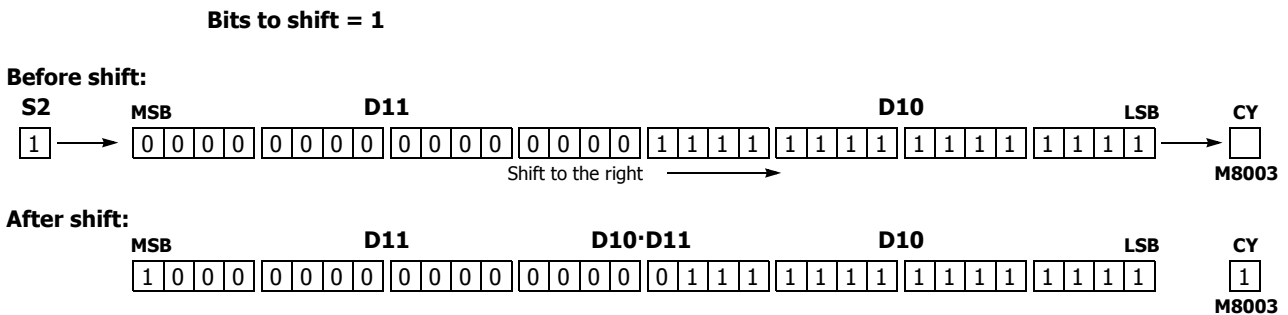 Bits to shift = 1
Before shift:
S2 MSB D11 D10 LSB CY
1 0 0 0 0 0 0 0 0 0 0 0 0 0 0 0 0 1 1 1 1 1 1 1 1 1 1 1 1 1 1 1 1
Shift to the right M8003
After shift:
MSB D11 D10·D11 D10 LSB CY
1 0 0 0 0 0 0 0 0 0 0 0 0 0 0 0 0 1 1 1 1 1 1 1 1 1 1 1 1 1 1 1 1
M8003